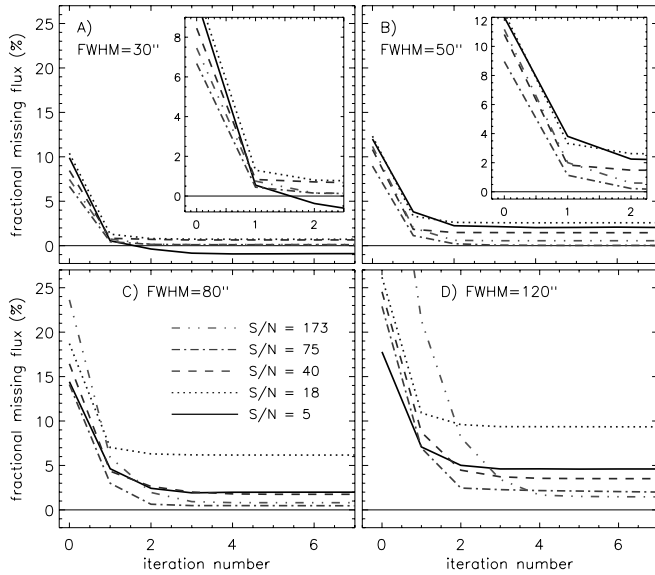 A)
FWHM=30"
B)
FWHM=50"
C) FWHM=80"
D) FWHM=120"
S/N = 173
S/N = 75
S/N = 40
S/N = 18
S/N = 5
fractional missing flux (%)
fractional missing flux (%)
25
20
15
10
5
0
8
6
4
2
0
0
1
2
12
10
8
6
4
2
0
0
1
2
25
20
15
10
5
0
0
2
4
6
0
2
4
6
iteration number
iteration number